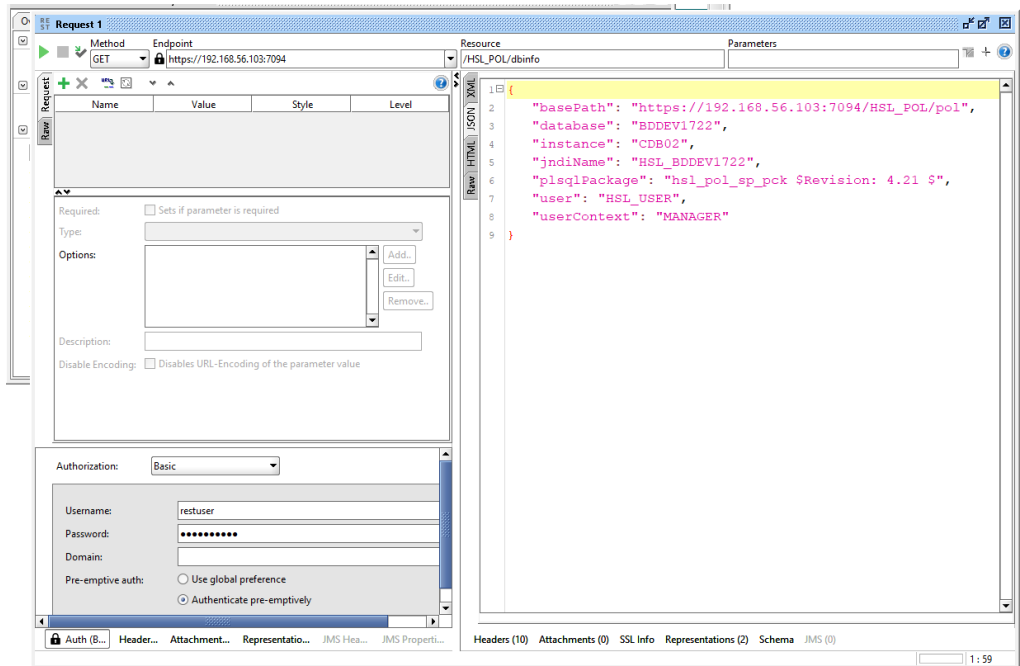 Request 1
Method
Endpoint
Resource
Parameters
GET
https://192.168.56.103:7094
/HSL_POL/dbinfo
Request
Raw
Name Value Style Level
Required: Sets if parameter is required
Type:
Options:
Add..
Edit..
Remove..
Description:
Disable Encoding: Disables URL-Encoding of the parameter value
Authorization: Basic
Username: restuser
Password: ●●●●●●●●●●
Domain:
Pre-emptive auth: Use global preference
Authenticate pre-emptively
Auth (B... Header... Attachment... Representatio... JMS Hea... JMS Properti...
XML
JSON
HTML
Raw
1 {
2 "basePath": "https://192.168.56.103:7094/HSL_POL/pol",
3 "database": "BDDEV1722",
4 "instance": "CDB02",
5 "jndiName": "HSL_BDDEV1722",
6 "plsqlPackage": "hsl_pol_sp_pck $Revision: 4.21 $",
7 "user": "HSL_USER",
8 "userContext": "MANAGER"
9 }
Headers (10) Attachments (0) SSL Info Representations (2) Schema JMS (0)
1 : 59